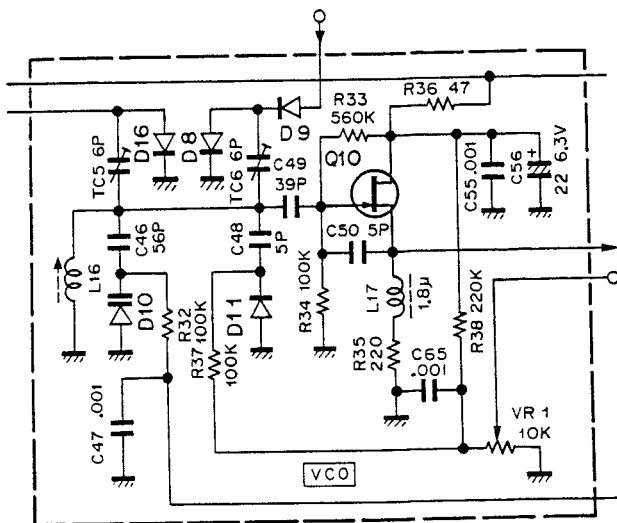 R36 47
R33
560K
D9
D16
D8
TC5 6P
TC6 6P
C49
39P
Q10
C55 .001
C56
+
22 6.3V
C46
56P
C48
5P
C50 5P
L16
D10
R32
100K
R37
100K
D11
R34 100K
L17
1.8μ
R35
220
C65
.001
R38 220K
VR 1
10K
C47 .001
VCO